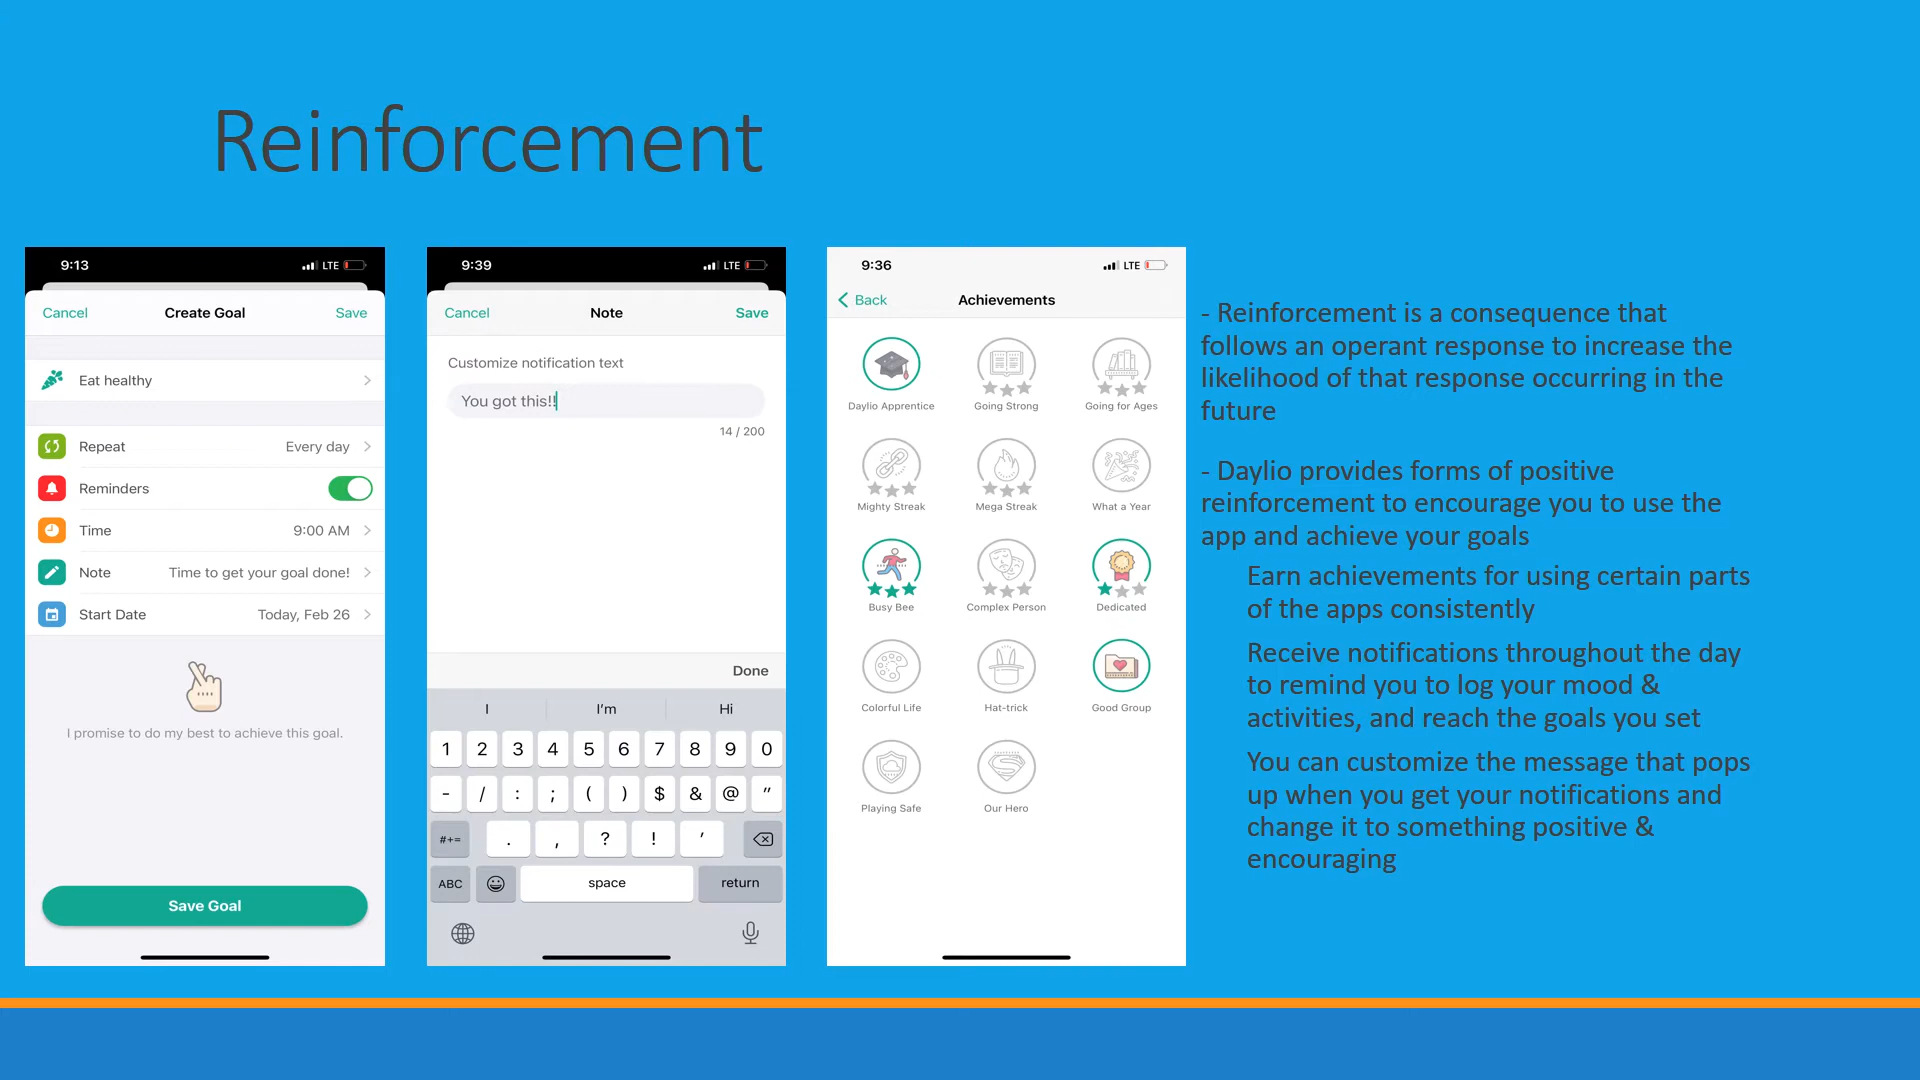 Reinforcement
9:13
LTE
Cancel
Create Goal
Save
Eat healthy
Repeat
Every day
Reminders
Time
9:00 AM
Note
Time to get your goal done!
Start Date
Today, Feb 26
I promise to do my best to achieve this goal.
Save Goal
9:39
LTE
Cancel
Note
Save
Customize notification text
You got this!!
14 / 200
Done
I
I'm
Hi
1 2 3 4 5 6 7 8 9 0
- / : ; ( ) $ & @ "
#+= . , ? ! '
ABC
space
return
9:36
LTE
Back
Achievements
Daylio Apprentice
Going Strong
Going for Ages
Mighty Streak
Mega Streak
What a Year
Busy Bee
Complex Person
Dedicated
Colorful Life
Hat-trick
Good Group
Playing Safe
Our Hero
- Reinforcement is a consequence that
follows an operant response to increase the
likelihood of that response occurring in the
future
- Daylio provides forms of positive
reinforcement to encourage you to use the
app and achieve your goals
Earn achievements for using certain parts
of the apps consistently
Receive notifications throughout the day
to remind you to log your mood &
activities, and reach the goals you set
You can customize the message that pops
up when you get your notifications and
change it to something positive &
encouraging